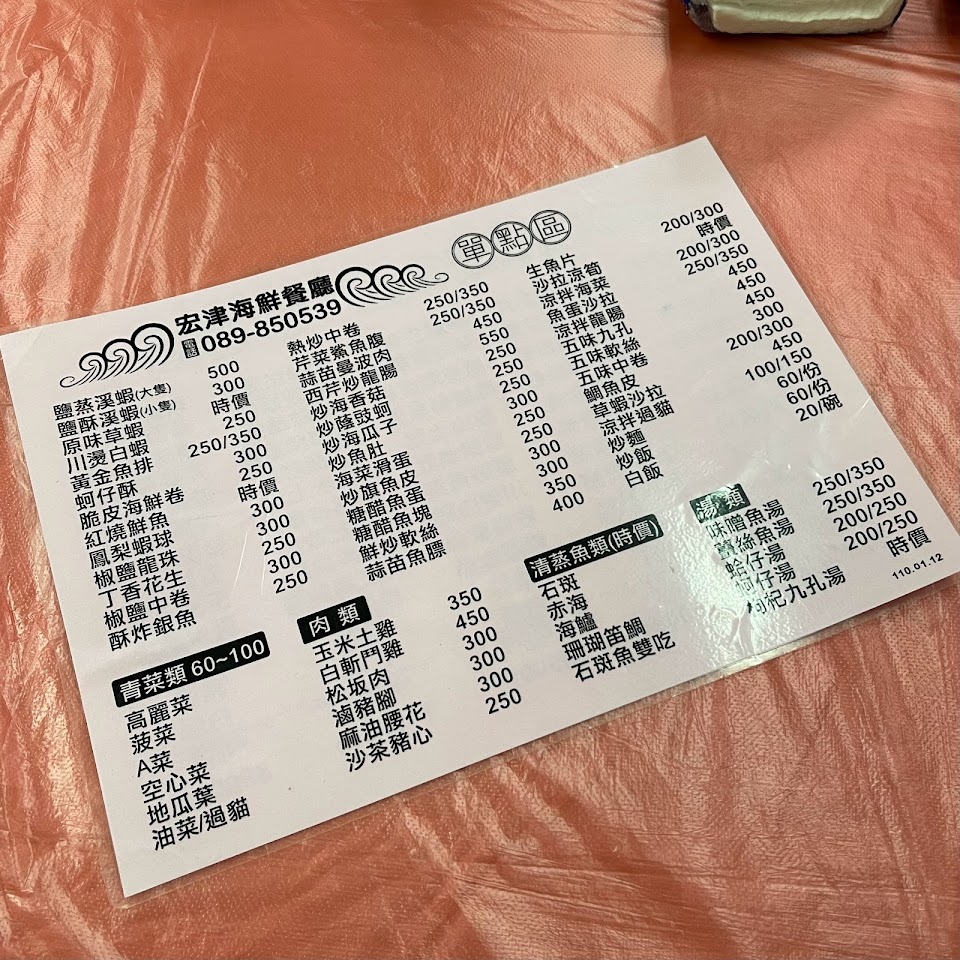 宏津海鮮餐廳
電話 089-850539
單點區
鹽蒸溪蝦(大隻) 500
鹽酥溪蝦(小隻) 300
原味草蝦 時價
川燙白蝦 250
黃金魚排 250/350
蚵仔酥 300
脆皮海鮮卷 250
紅燒鮮魚 時價
鳳梨蝦球 300
椒鹽龍珠 300
丁香花生 250
椒鹽中卷 300
酥炸銀魚 250
熱炒中卷 250/350
芹菜鯊魚腹 250/350
蒜苗曼波肉 450
西芹炒龍腸 550
炒海香菇 250
炒蔭豉蚵 250
炒海瓜子 250
炒魚肚
海菜滑蛋
炒旗魚皮
糖醋魚蛋 300
糖醋魚塊 300
鮮炒軟絲 350
蒜苗魚膘 400
生魚片 200/300
沙拉涼筍 時價
涼拌海菜 200/300
魚蛋沙拉 250/350
涼拌龍腸 450
五味九孔 450
五味軟絲 450
五味中卷 300
鯛魚皮 200/300
草蝦沙拉 450
涼拌過貓 100/150
炒麵 60/份
炒飯 60/份
白飯 20/碗
青菜類 60~100
高麗菜
菠菜
A菜
空心菜
地瓜葉
油菜/過貓
肉 類
玉米土雞 350
白斬鬥雞 450
松坂肉 300
滷豬腳 300
麻油腰花 300
沙茶豬心 250
清蒸魚類(時價)
石斑
赤海
海鱸
珊瑚笛鯛
石斑魚雙吃
湯 類
味噌魚湯 250/350
薑絲魚湯 250/350
蛤仔湯 200/250
蚵仔湯 200/250
枸杞九孔湯 時價
110.01.12